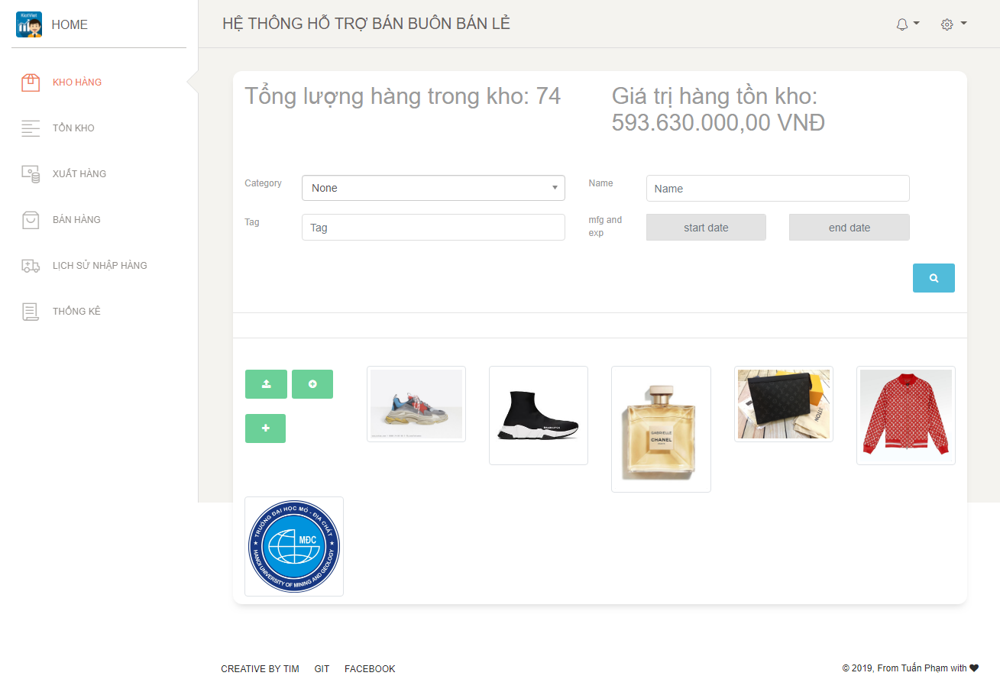 HOME
HỆ THÔNG HỖ TRỢ BÁN BUÔN BÁN LẺ
KHO HÀNG
TỒN KHO
XUẤT HÀNG
BÁN HÀNG
LỊCH SỬ NHẬP HÀNG
THỐNG KÊ
Tổng lượng hàng trong kho: 74
Giá trị hàng tồn kho:
593.630.000,00 VNĐ
Category
None
Name
Name
Tag
Tag
mfg and
exp
start date
end date
GABRIELLE
CHANEL
TRƯỜNG ĐẠI HỌC MỎ - ĐỊA CHẤT
MĐC
HANOI UNIVERSITY OF MINING AND GEOLOGY
CREATIVE BY TIM
GIT
FACEBOOK
© 2019, From Tuấn Phạm with